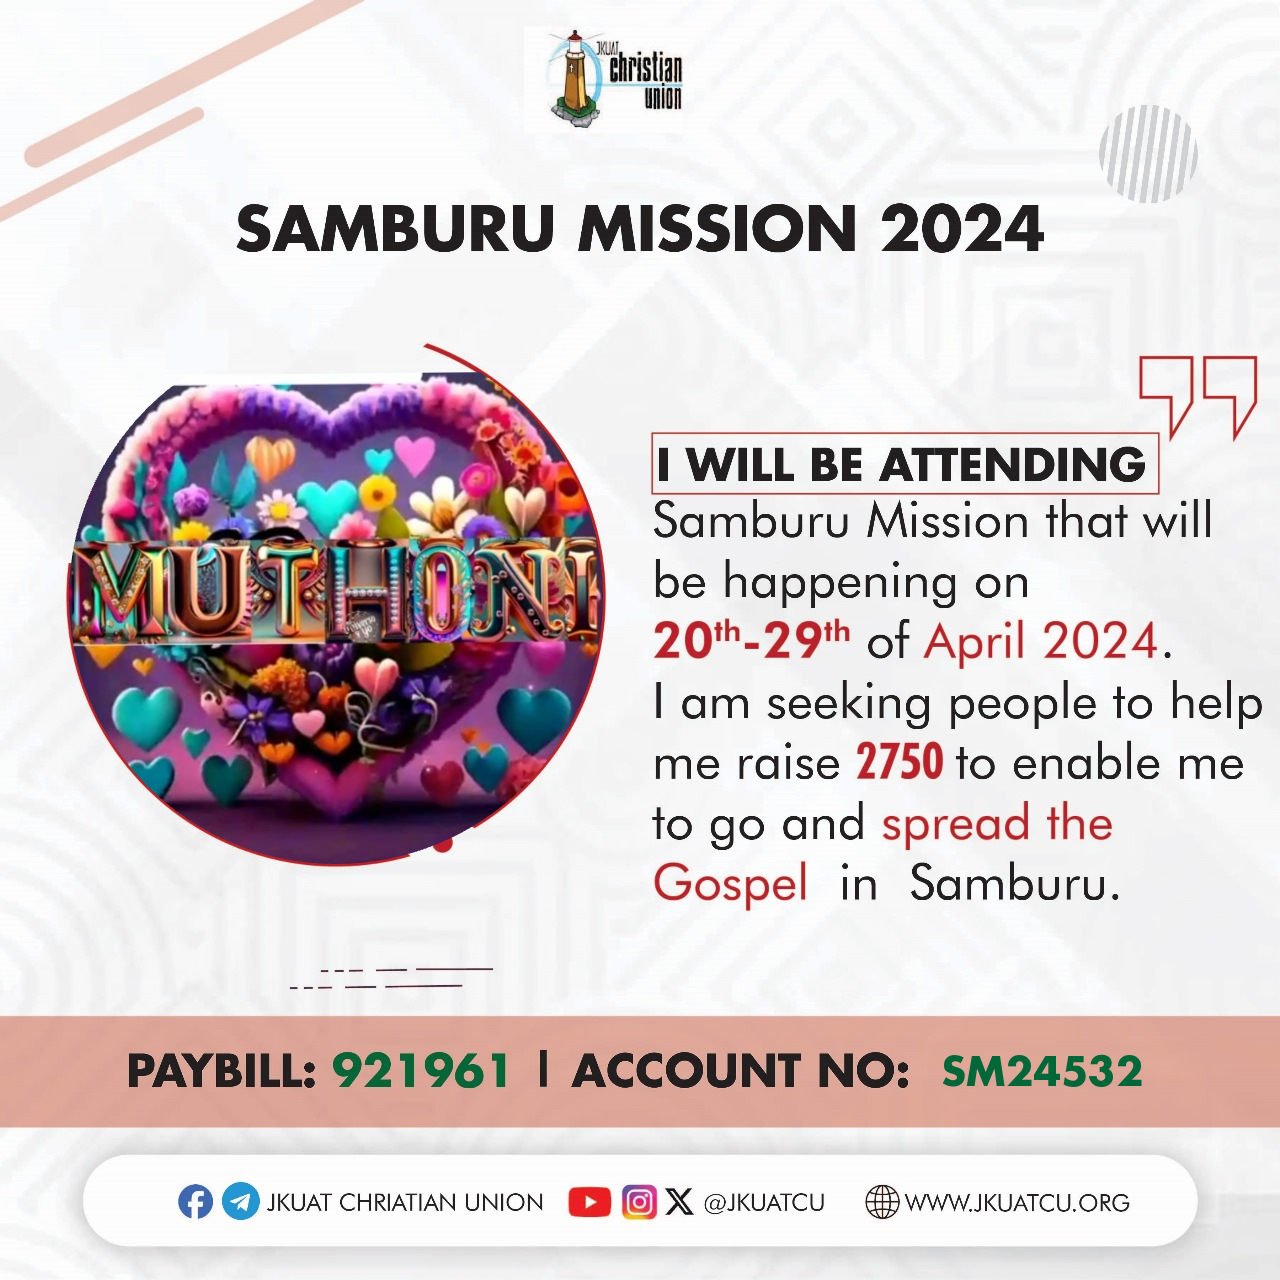 JKUAT
christian
union
SAMBURU MISSION 2024
MUTHONI
I WILL BE ATTENDING
Samburu Mission that will
be happening on
20th-29th of April 2024.
I am seeking people to help
me raise 2750 to enable me
to go and spread the
Gospel in Samburu.
PAYBILL: 921961 | ACCOUNT NO: SM24532
JKUAT CHRIATIAN UNION @JKUATCU WWW.JKUATCU.ORG